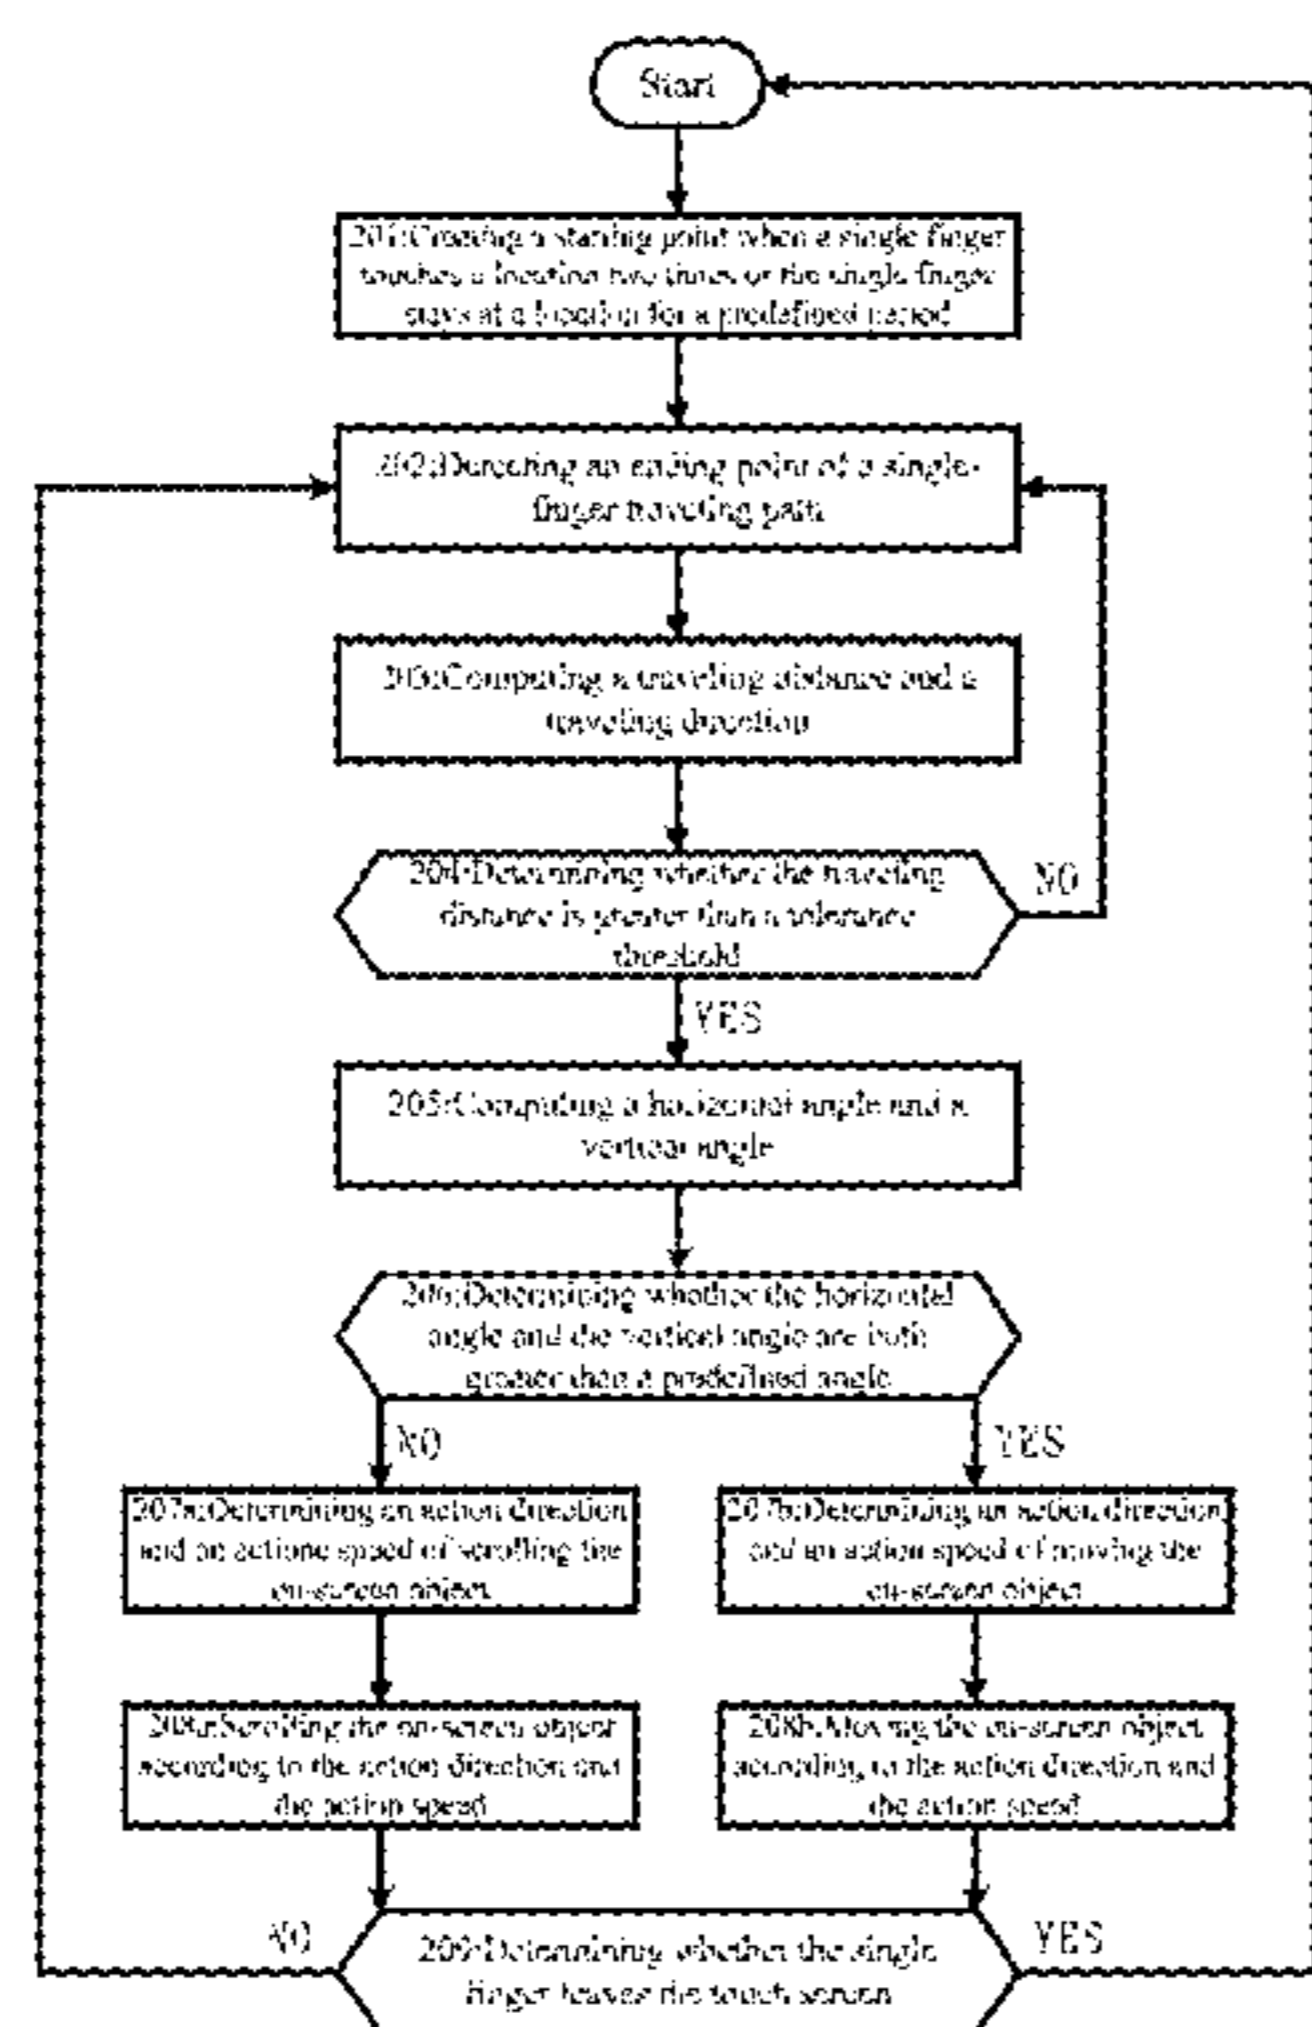 Start
201:Creating a starting point when a single finger
touches a location two times or the single finger
stays at a location for a predefined period
202:Detecting an ending point of a single-
finger traveling path
203:Computing a traveling distance and a
traveling direction
204:Determining whether the traveling
distance is greater than a tolerance
threshold
NO
YES
205:Computing a horizontal angle and a
vertical angle
206:Determining whether the horizontal
angle and the vertical angle are both
greater than a predefined angle
NO
YES
207a:Determining an action direction
and an actione speed of scrolling the
on-screen object
207b:Determining an action direction
and an action speed of moving the
on-screen object
208a:Scrolling the on-screen object
according to the action direction and
the action speed
208b:Moving the on-screen object
according to the action direction and
the action speed
NO
209:Determining whether the single
finger leaves the touch screen
YES